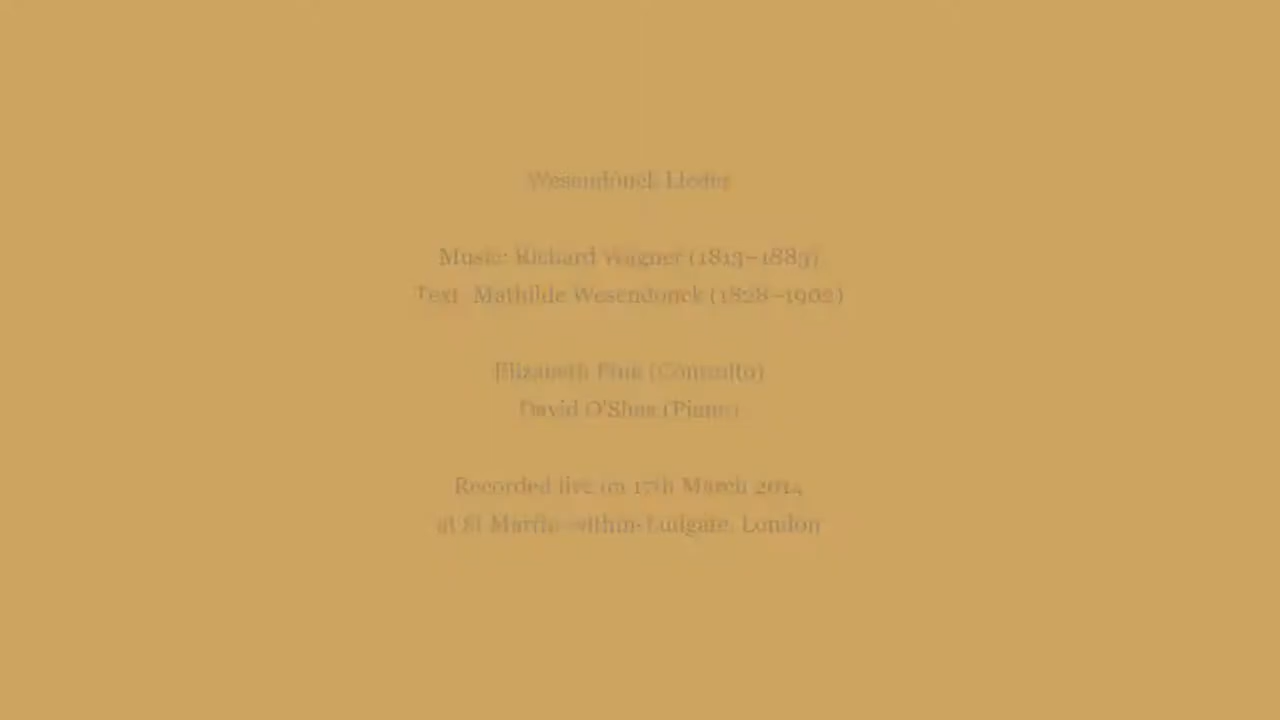 Wesendonck Lieder
Music: Richard Wagner (1813–1883)
Text: Mathilde Wesendonck (1828–1902)
Elizabeth (Contralto)
David O'Shea (Piano)
Recorded live on 17th March 2014
at St Martin-within-Ludgate, London